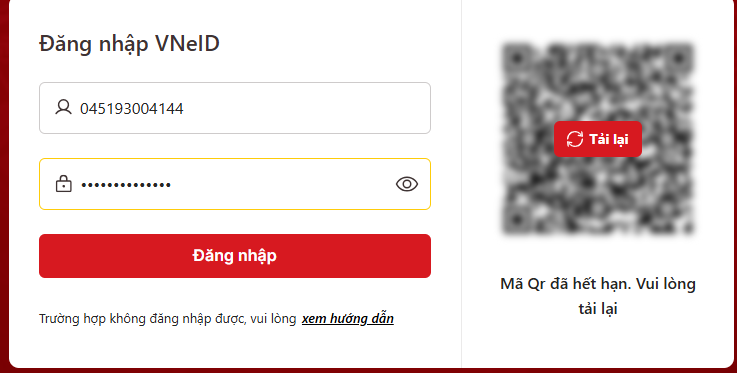 Đăng nhập VNeID
045193004144
••••••••••••••
Đăng nhập
Trường hợp không đăng nhập được, vui lòng xem hướng dẫn
Tải lại
Mã Qr đã hết hạn. Vui lòng
tải lại